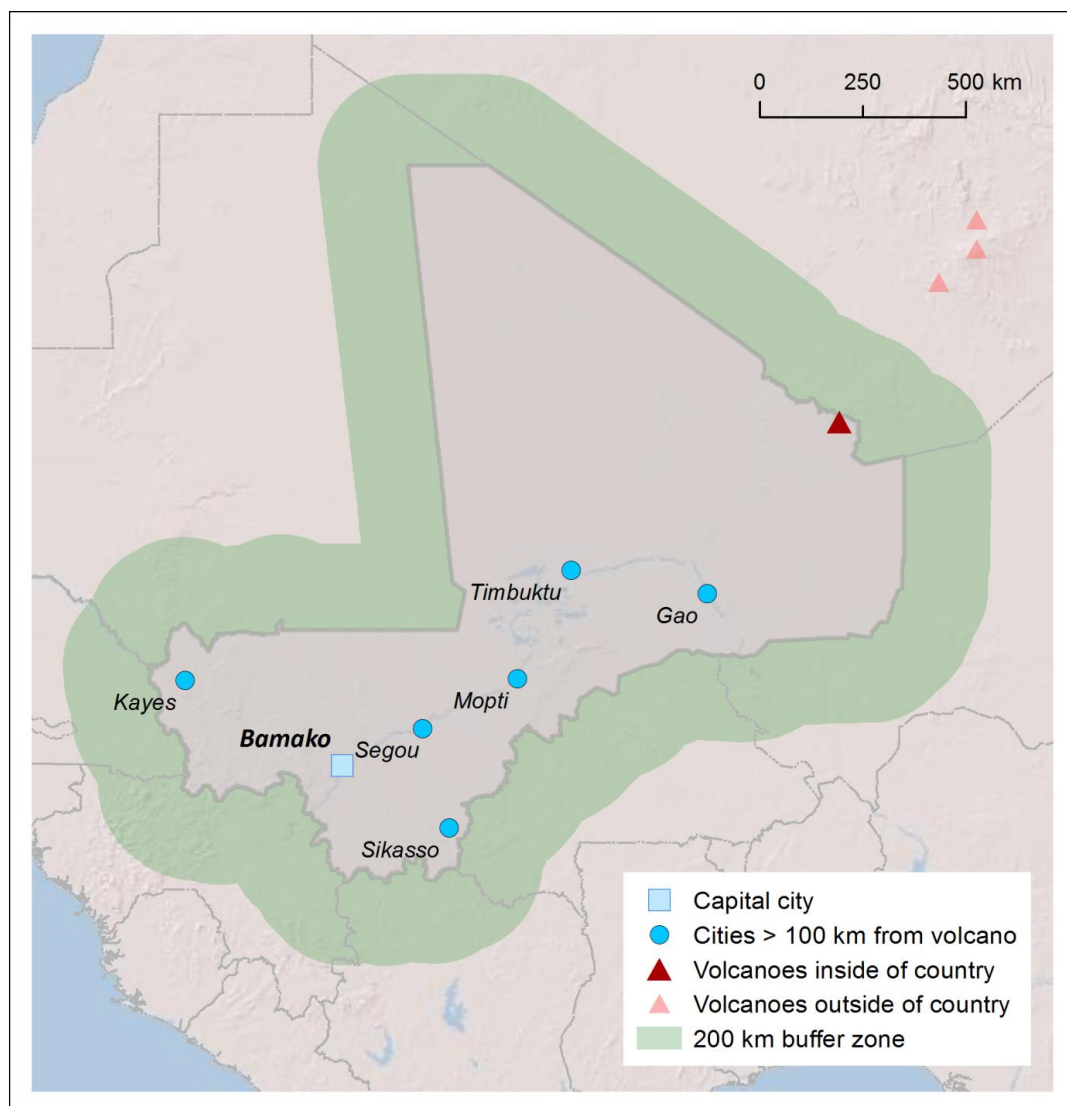 0 250 500 km
Timbuktu
Gao
Kayes
Mopti
Bamako
Segou
Sikasso
Capital city
Cities > 100 km from volcano
Volcanoes inside of country
Volcanoes outside of country
200 km buffer zone